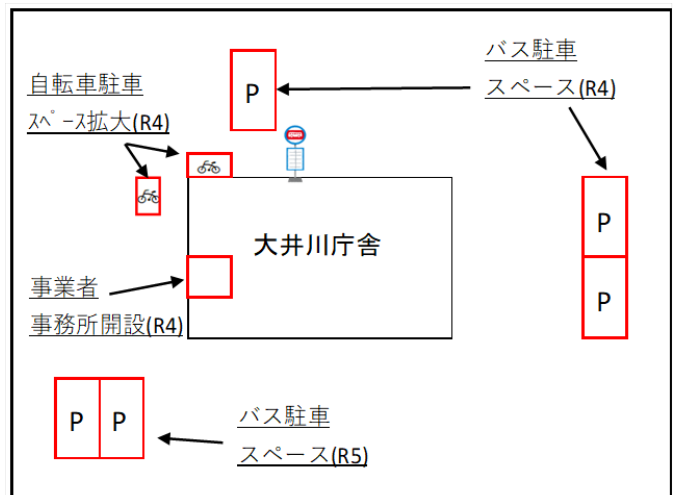 バス駐車
スペース(R4)
自転車駐車
ｽﾍﾟｰｽ拡大(R4)
P
大井川庁舎
P
P
事業者
事務所開設(R4)
P P
バス駐車
スペース(R5)